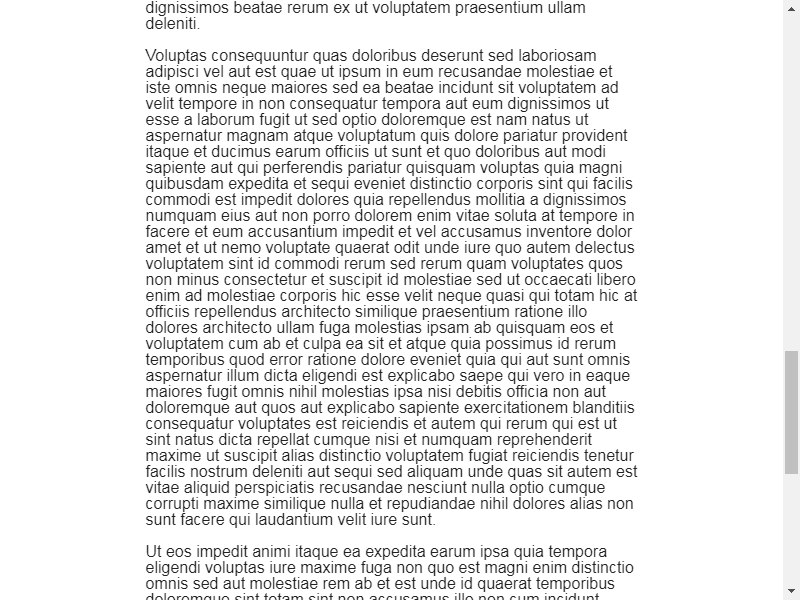 dignissimos beatae rerum ex ut voluptatem praesentium ullam
deleniti.
Voluptas consequuntur quas doloribus deserunt sed laboriosam
adipisci vel aut est quae ut ipsum in eum recusandae molestiae et
iste omnis neque maiores sed ea beatae incidunt sit voluptatem ad
velit tempore in non consequatur tempora aut eum dignissimos ut
esse a laborum fugit ut sed optio doloremque est nam natus ut
aspernatur magnam atque voluptatum quis dolore pariatur provident
itaque et ducimus earum officiis ut sunt et quo doloribus aut modi
sapiente aut qui perferendis pariatur quisquam voluptas quia magni
quibusdam expedita et sequi eveniet distinctio corporis sint qui facilis
commodi est impedit dolores quia repellendus mollitia a dignissimos
numquam eius aut non porro dolorem enim vitae soluta at tempore in
facere et eum accusantium impedit et vel accusamus inventore dolor
amet et ut nemo voluptate quaerat odit unde iure quo autem delectus
voluptatem sint id commodi rerum sed rerum quam voluptates quos
non minus consectetur et suscipit id molestiae sed ut occaecati libero
enim ad molestiae corporis hic esse velit neque quasi qui totam hic at
officiis repellendus architecto similique praesentium ratione illo
dolores architecto ullam fuga molestias ipsam ab quisquam eos et
voluptatem cum ab et culpa ea sit et atque quia possimus id rerum
temporibus quod error ratione dolore eveniet quia qui aut sunt omnis
aspernatur illum dicta eligendi est explicabo saepe qui vero in eaque
maiores fugit omnis nihil molestias ipsa nisi debitis officia non aut
doloremque aut quos aut explicabo sapiente exercitationem blanditiis
consequatur voluptates est reiciendis et autem qui rerum qui est ut
sint natus dicta repellat cumque nisi et numquam reprehenderit
maxime ut suscipit alias distinctio voluptatem fugiat reiciendis tenetur
facilis nostrum deleniti aut sequi sed aliquam unde quas sit autem est
vitae aliquid perspiciatis recusandae nesciunt nulla optio cumque
corrupti maxime similique nulla et repudiandae nihil dolores alias non
sunt facere qui laudantium velit iure sunt.
Ut eos impedit animi itaque ea expedita earum ipsa quia tempora
eligendi voluptas iure maxime fuga non quo est magni enim distinctio
omnis sed aut molestiae rem ab et est unde id quaerat temporibus
doloremque sint totam sint non accusamus illo non cum incidunt